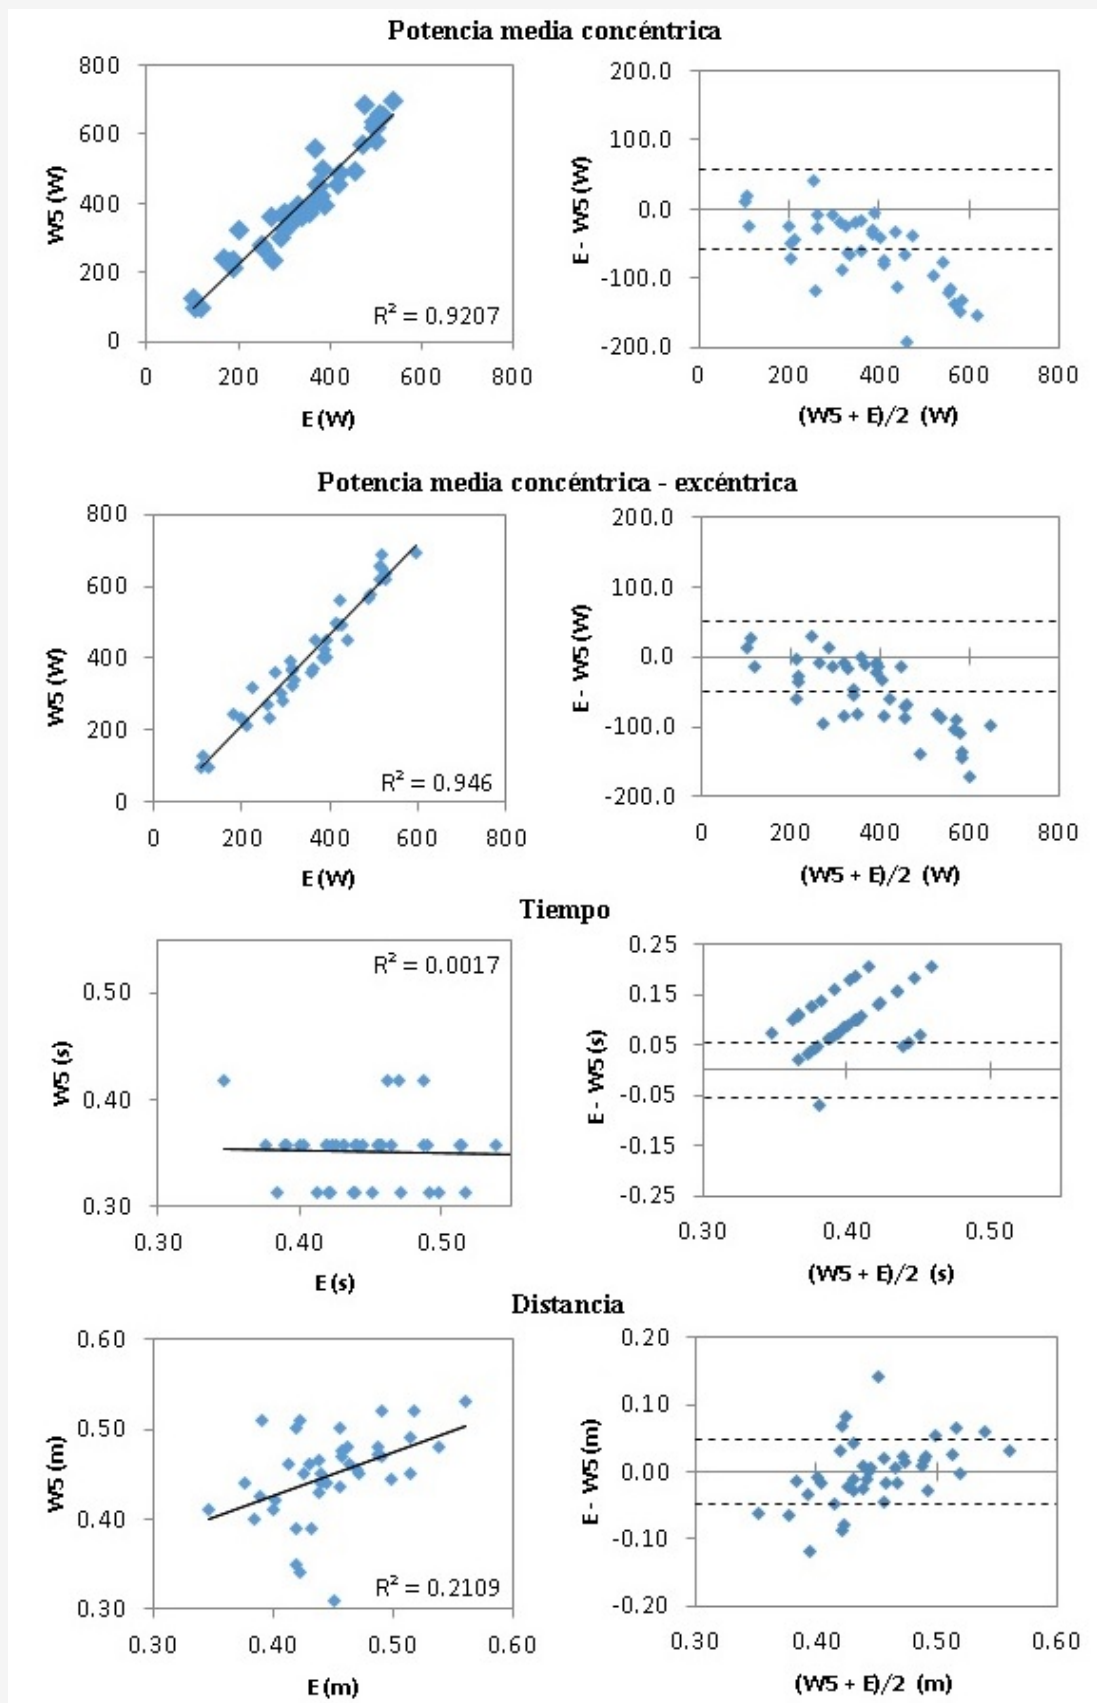 Potencia media concéntrica
800
600
400
200
0
W5 (W)
R² = 0.9207
0 200 400 600 800
E (W)
200.0
100.0
0.0
-100.0
-200.0
E - W5 (W)
0 200 400 600 800
(W5 + E)/2 (W)
Potencia media concéntrica - excéntrica
800
600
400
200
0
W5 (W)
R² = 0.946
0 200 400 600 800
E (W)
200.0
100.0
0.0
-100.0
-200.0
E - W5 (W)
0 200 400 600 800
(W5 + E)/2 (W)
Tiempo
R² = 0.0017
0.50
0.40
0.30
W5 (s)
0.30 0.40 0.50
E (s)
0.25
0.15
0.05
-0.05
-0.15
-0.25
E - W5 (s)
0.30 0.40 0.50
(W5 + E)/2 (s)
Distancia
0.60
0.50
0.40
0.30
W5 (m)
R² = 0.2109
0.30 0.40 0.50 0.60
E (m)
0.20
0.10
0.00
-0.10
-0.20
E - W5 (m)
0.30 0.40 0.50 0.60
(W5 + E)/2 (m)